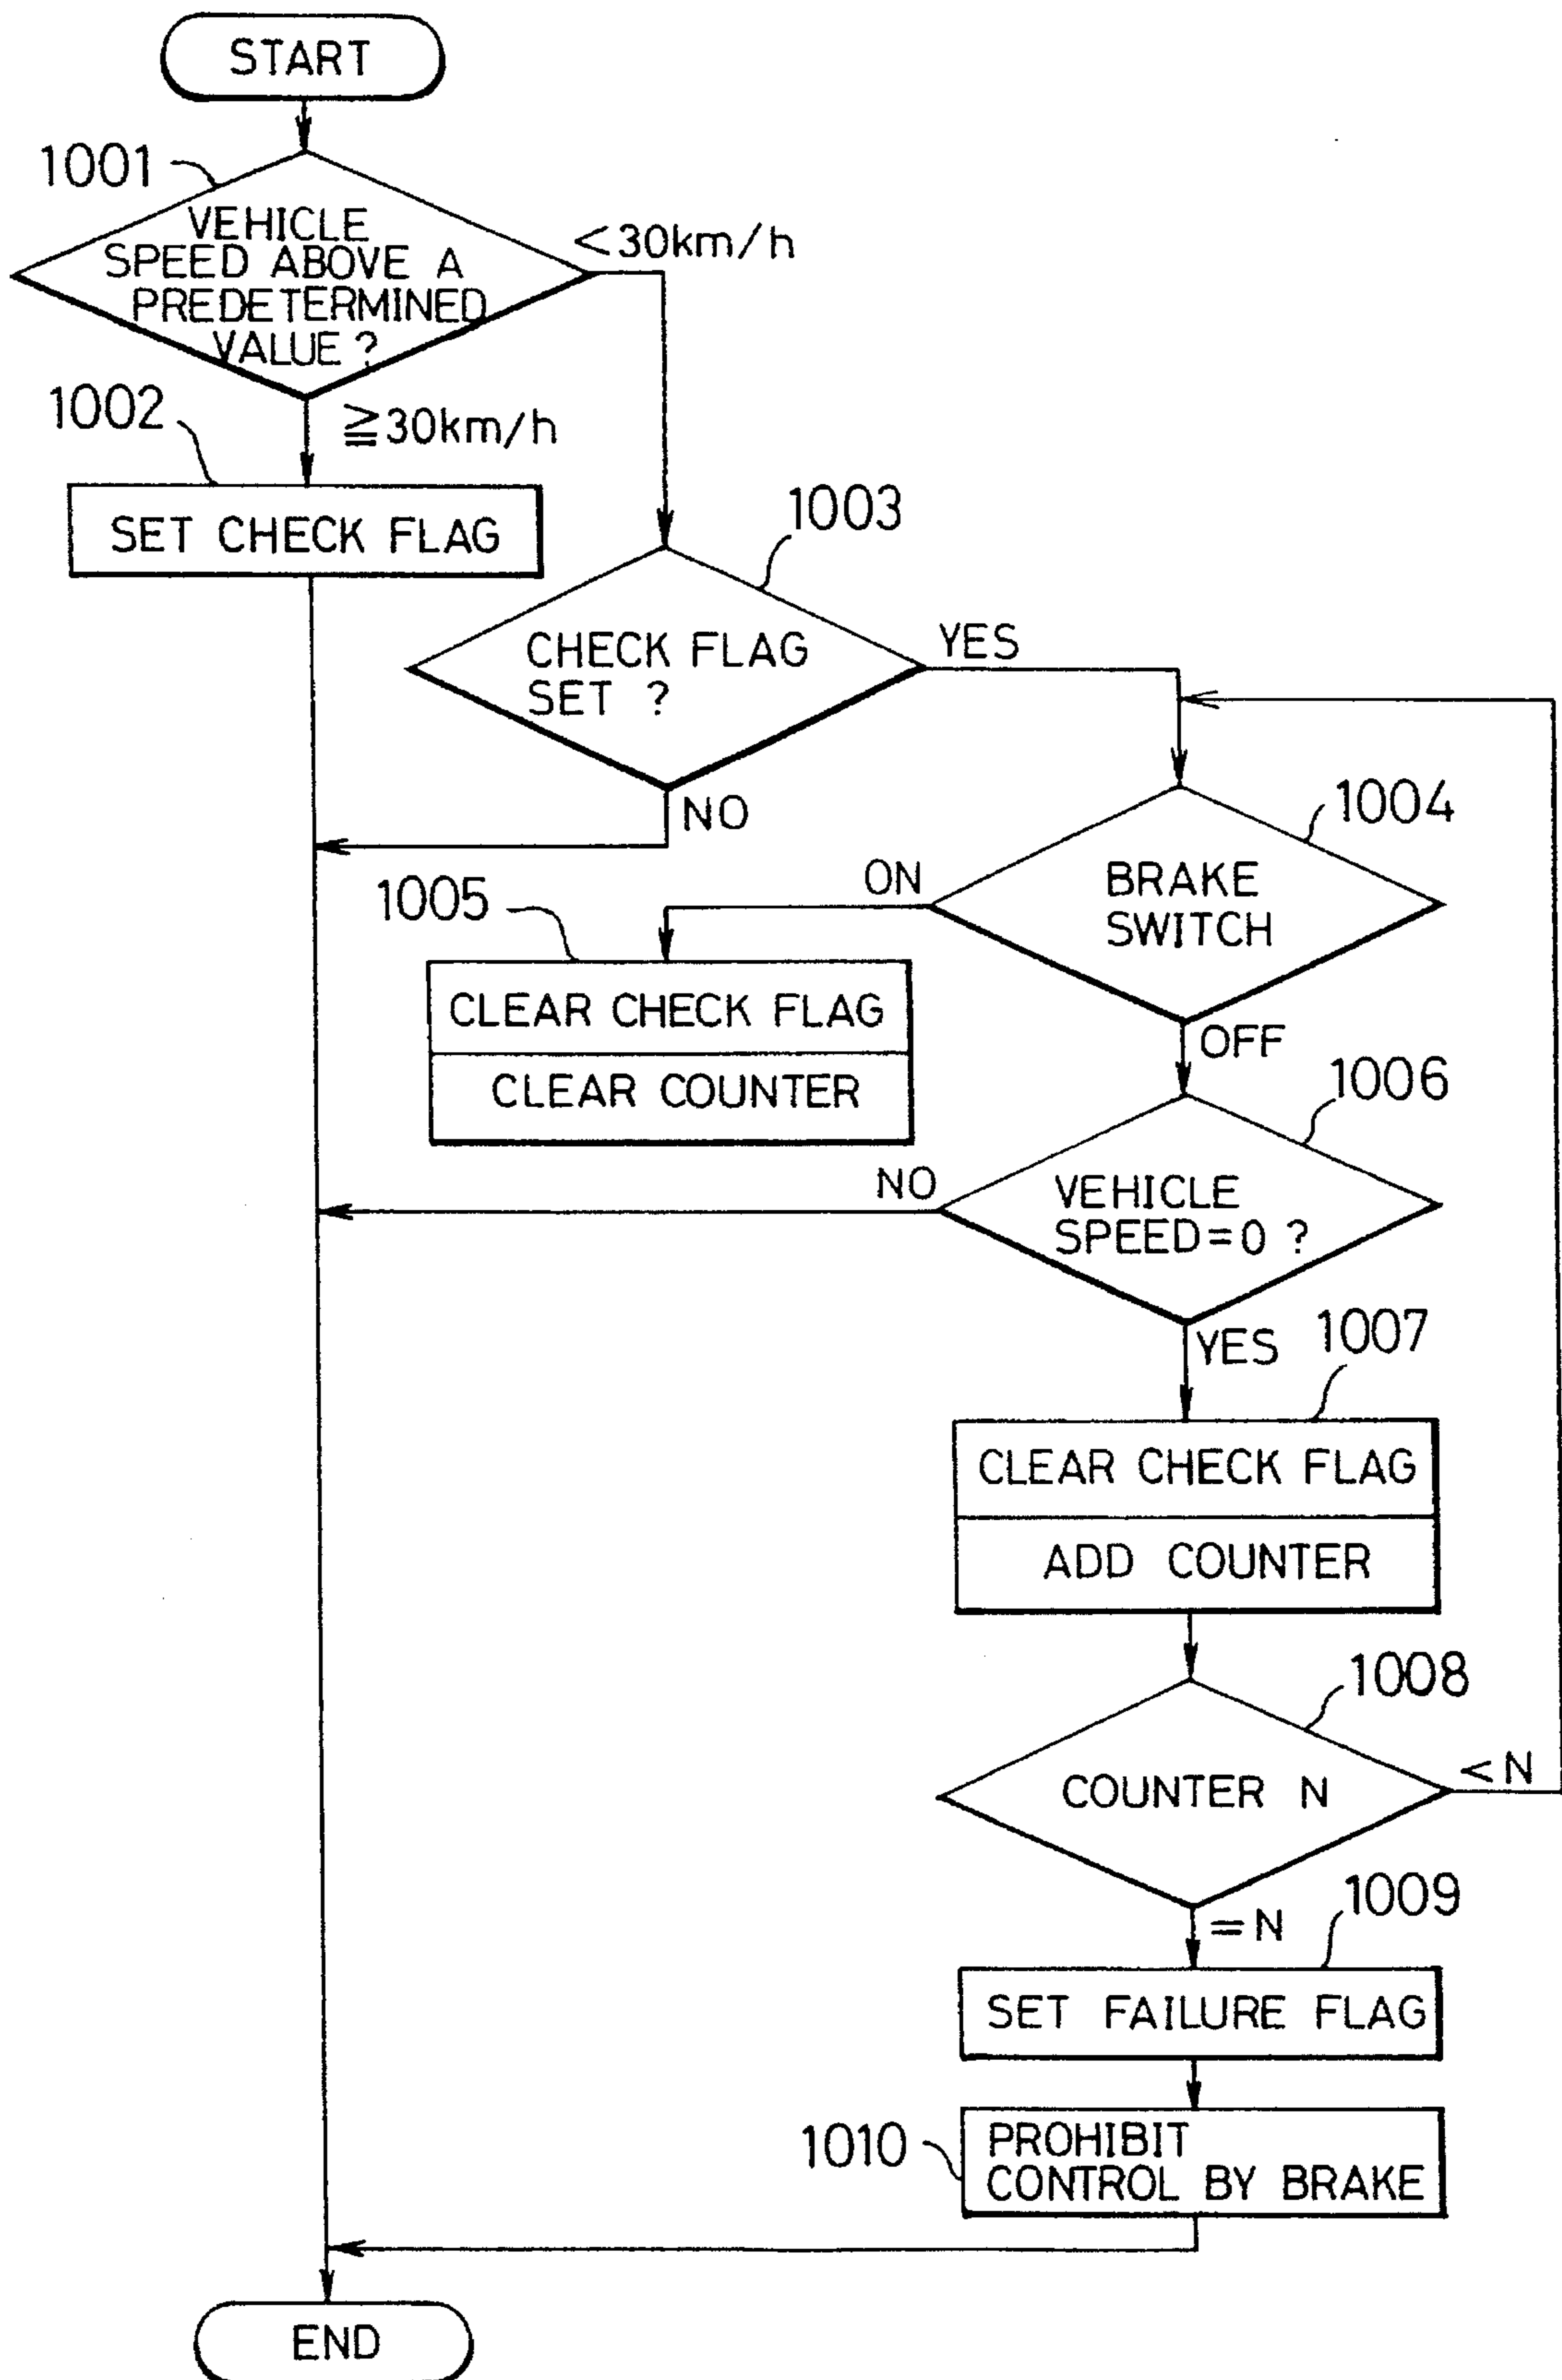 START
1001
VEHICLE
SPEED ABOVE A
PREDETERMINED
VALUE ?
<30km/h
≧30km/h
1002
SET CHECK FLAG
1003
CHECK FLAG
SET ?
YES
NO
1004
BRAKE
SWITCH
ON
OFF
1005
CLEAR CHECK FLAG
CLEAR COUNTER
1006
VEHICLE
SPEED=0 ?
NO
YES
1007
CLEAR CHECK FLAG
ADD COUNTER
1008
COUNTER N
<N
=N
1009
SET FAILURE FLAG
1010
PROHIBIT
CONTROL BY BRAKE
END